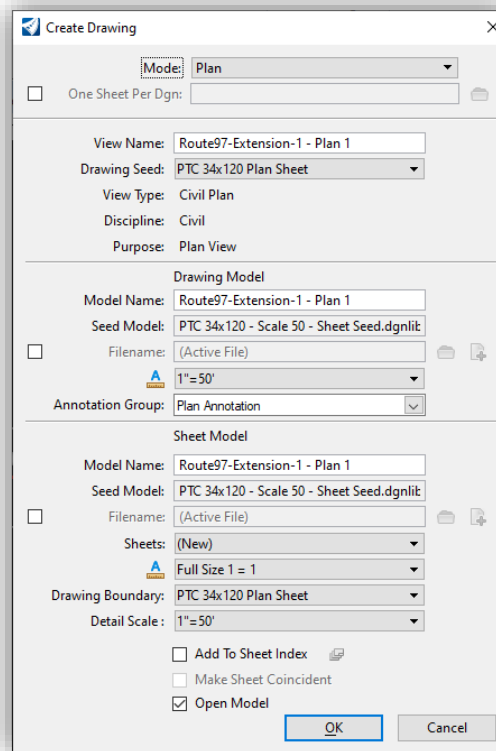 Create Drawing
Mode: Plan
One Sheet Per Dgn:
View Name: Route97-Extension-1 - Plan 1
Drawing Seed: PTC 34x120 Plan Sheet
View Type: Civil Plan
Discipline: Civil
Purpose: Plan View
Drawing Model
Model Name: Route97-Extension-1 - Plan 1
Seed Model: PTC 34x120 - Scale 50 - Sheet Seed.dgnlib
Filename: (Active File)
A 1"=50'
Annotation Group: Plan Annotation
Sheet Model
Model Name: Route97-Extension-1 - Plan 1
Seed Model: PTC 34x120 - Scale 50 - Sheet Seed.dgnlib
Filename: (Active File)
Sheets: (New)
A Full Size 1 = 1
Drawing Boundary: PTC 34x120 Plan Sheet
Detail Scale : 1"=50'
Add To Sheet Index
Make Sheet Coincident
Open Model
OK Cancel